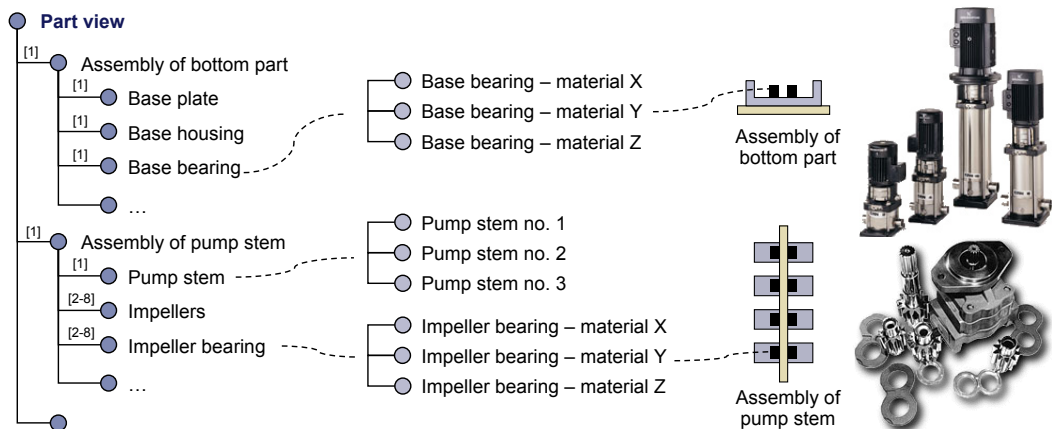 Part view
[1]
Assembly of bottom part
[1]
Base plate
[1]
Base housing
[1]
Base bearing
…
Base bearing – material X
Base bearing – material Y
Base bearing – material Z
Assembly of
bottom part
[1]
Assembly of pump stem
[1]
Pump stem
[2-8]
Impellers
[2-8]
Impeller bearing
…
Pump stem no. 1
Pump stem no. 2
Pump stem no. 3
Impeller bearing – material X
Impeller bearing – material Y
Impeller bearing – material Z
Assembly of
pump stem